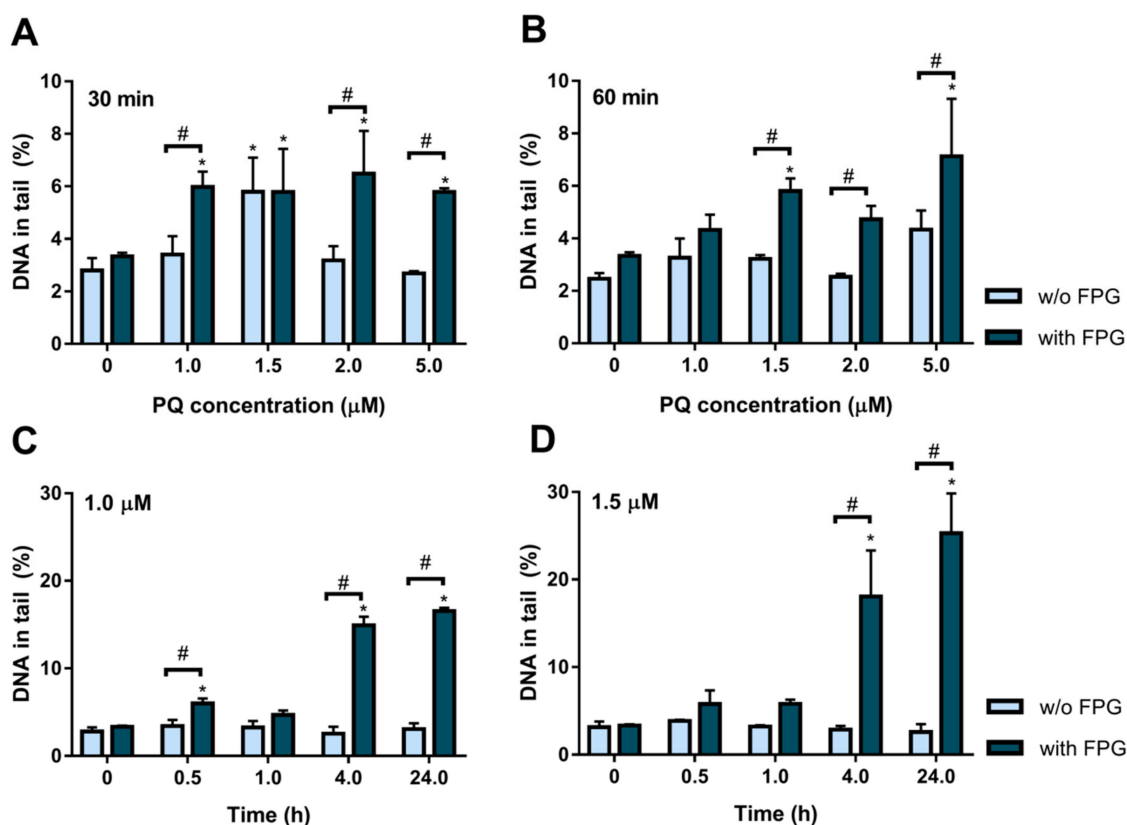 A
30 min
DNA in tail (%)
10
8
6
4
2
0
#
*
*
*
#
*
#
*
0 1.0 1.5 2.0 5.0
PQ concentration (μM)
B
60 min
DNA in tail (%)
10
8
6
4
2
0
#
*
#
#
*
0 1.0 1.5 2.0 5.0
PQ concentration (μM)
w/o FPG
with FPG
C
1.0 μM
DNA in tail (%)
30
20
10
0
#
*
#
*
#
*
0 0.5 1.0 4.0 24.0
Time (h)
D
1.5 μM
DNA in tail (%)
30
20
10
0
#
*
#
*
0 0.5 1.0 4.0 24.0
Time (h)
w/o FPG
with FPG